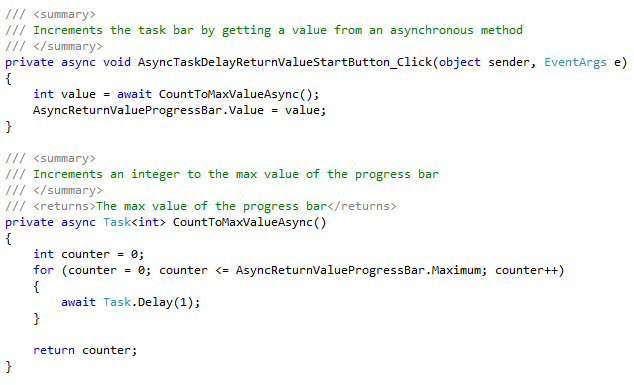 /// <summary>
/// Increments the task bar by getting a value from an asynchronous method
/// </summary>
private async void AsyncTaskDelayReturnValueStartButton_Click(object sender, EventArgs e)
{
    int value = await CountToMaxValueAsync();
    AsyncReturnValueProgressBar.Value = value;
}

/// <summary>
/// Increments an integer to the max value of the progress bar
/// </summary>
/// <returns>The max value of the progress bar</returns>
private async Task<int> CountToMaxValueAsync()
{
    int counter = 0;
    for (counter = 0; counter <= AsyncReturnValueProgressBar.Maximum; counter++)
    {
        await Task.Delay(1);
    }

    return counter;
}